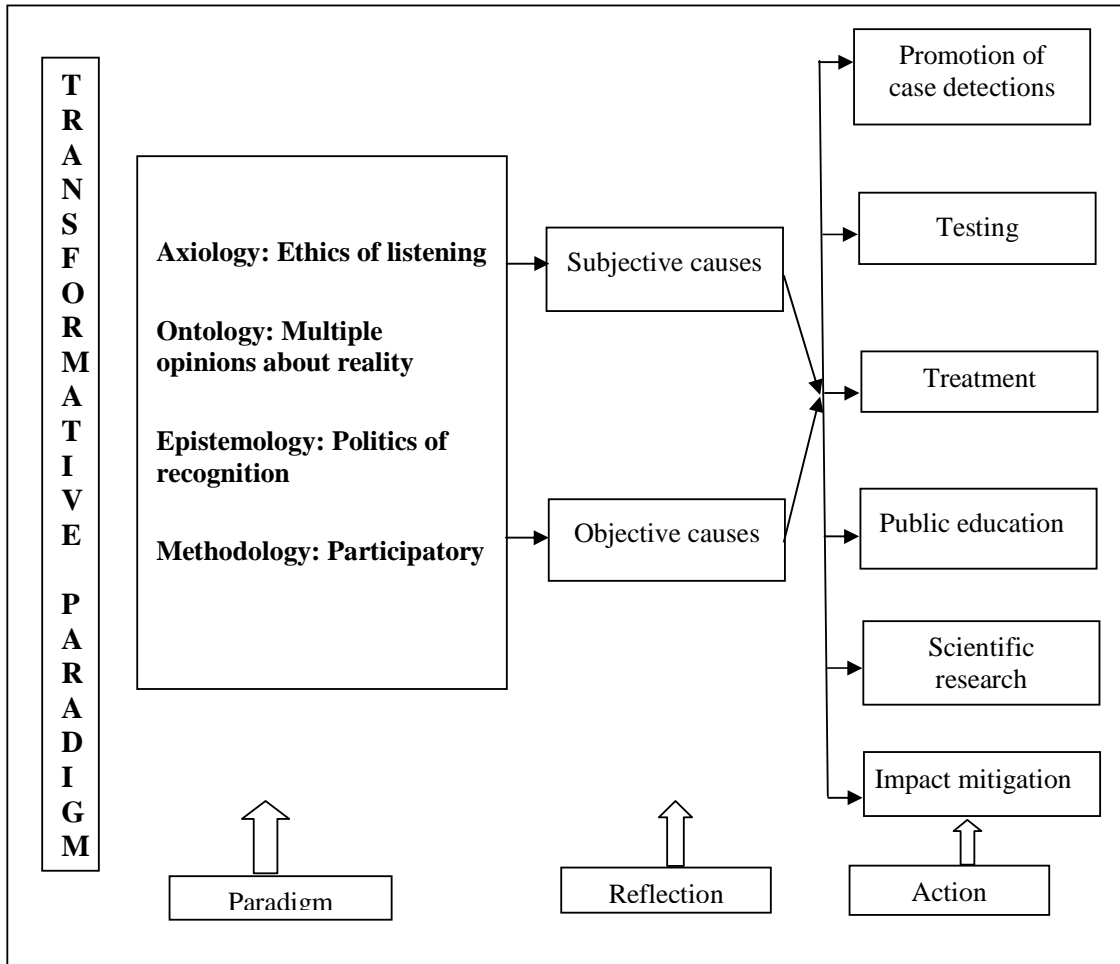 TRANSFORMATIVE PARADIGM
Axiology: Ethics of listening
Ontology: Multiple
opinions about reality
Epistemology: Politics of
recognition
Methodology: Participatory
Subjective causes
Objective causes
Promotion of
case detections
Testing
Treatment
Public education
Scientific
research
Impact mitigation
Paradigm
Reflection
Action